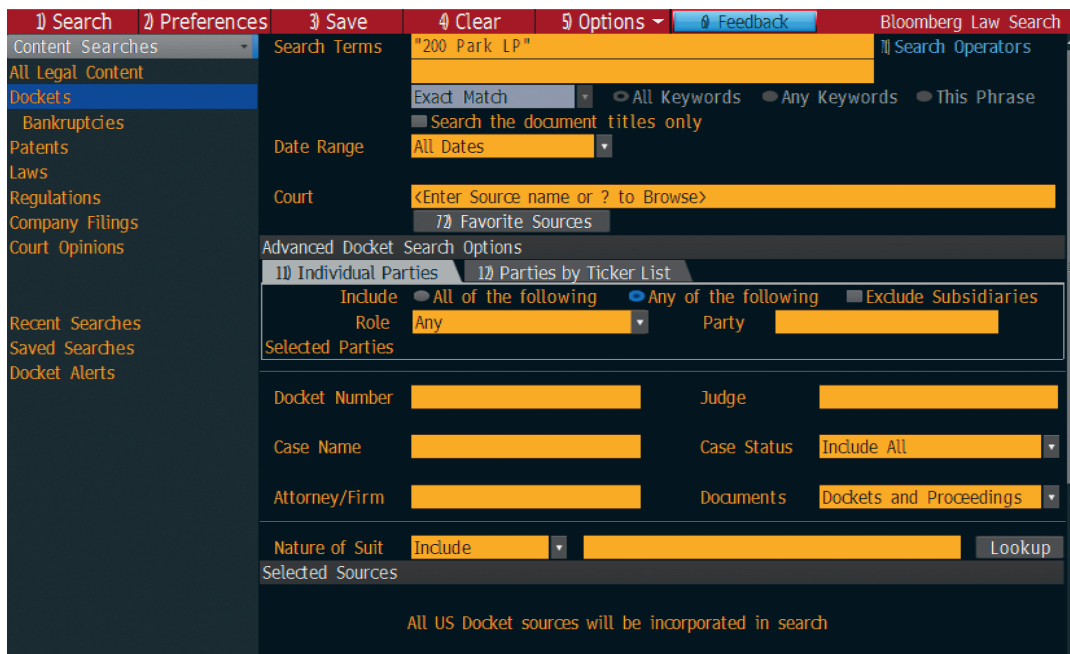 1) Search 2) Preferences 3) Save 4) Clear 5) Options 6) Feedback Bloomberg Law Search
Content Searches Search Terms "200 Park LP" Search Operators
All Legal Content
Dockets Exact Match All Keywords Any Keywords This Phrase
Bankruptcies Search the document titles only
Patents Date Range All Dates
Laws
Regulations Court <Enter Source name or ? to Browse>
Company Filings 72) Favorite Sources
Court Opinions Advanced Docket Search Options
11) Individual Parties 12) Parties by Ticker List
Include All of the following Any of the following Exclude Subsidiaries
Recent Searches Role Any Party
Saved Searches Selected Parties
Docket Alerts
Docket Number Judge
Case Name Case Status Include All
Attorney/Firm Documents Dockets and Proceedings
Nature of Suit Include Lookup
Selected Sources
All US Docket sources will be incorporated in search